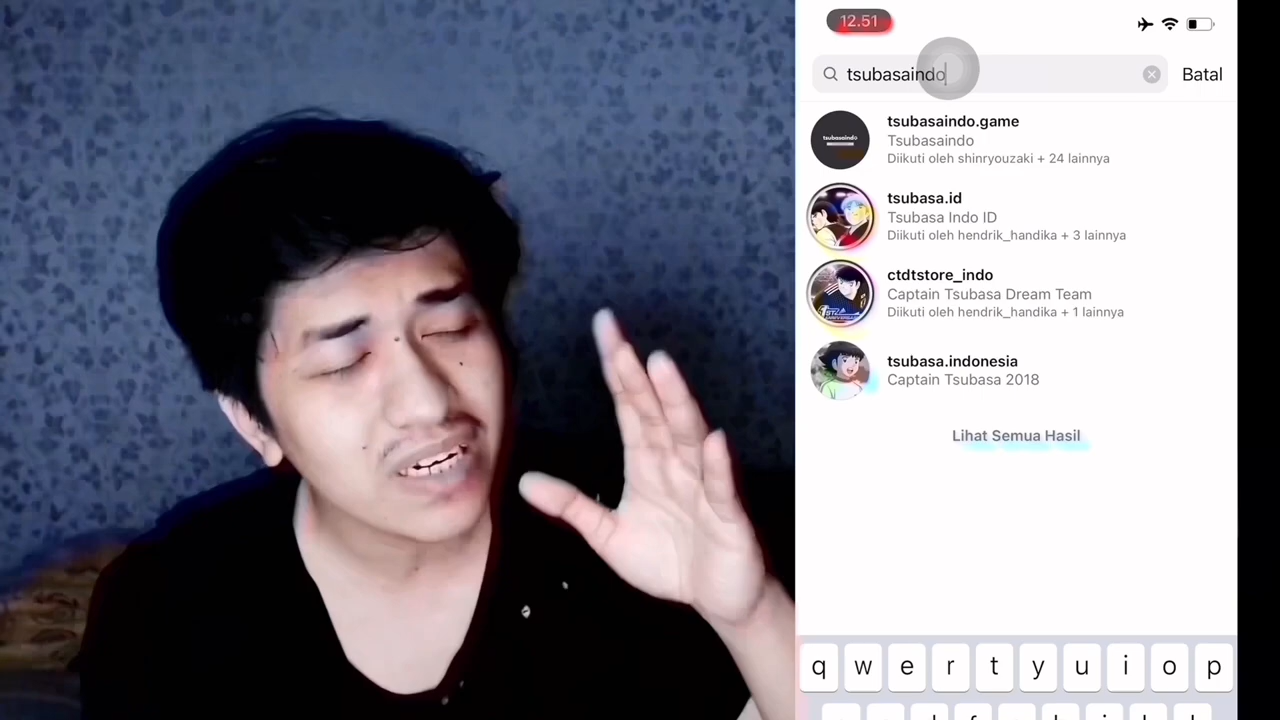 12.51
tsubasaindo
Batal
tsubasaindo
tsubasaindo.game
Tsubasaindo
Diikuti oleh shinryouzaki + 24 lainnya
tsubasa.id
Tsubasa Indo ID
Diikuti oleh hendrik_handika + 3 lainnya
ctdtstore_indo
Captain Tsubasa Dream Team
Diikuti oleh hendrik_handika + 1 lainnya
tsubasa.indonesia
Captain Tsubasa 2018
Lihat Semua Hasil
q w e r t y u i o p